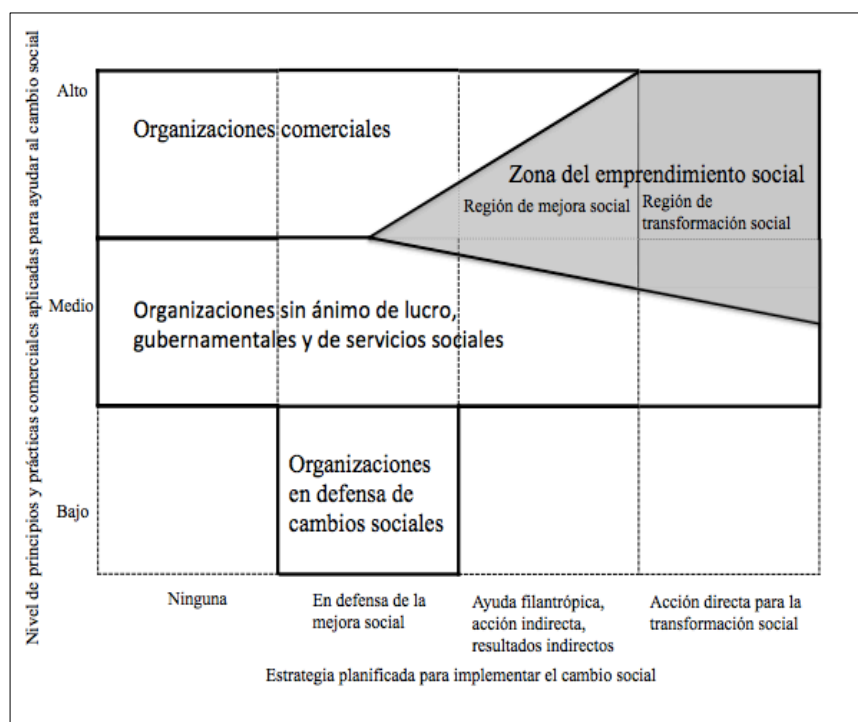 Nivel de principios y prácticas comerciales aplicadas para ayudar al cambio social
Alto
Organizaciones comerciales
Zona del emprendimiento social
Región de mejora social
Región de
transformación social
Medio
Organizaciones sin ánimo de lucro,
gubernamentales y de servicios sociales
Bajo
Organizaciones
en defensa de
cambios sociales
Ninguna
En defensa de la
mejora social
Ayuda filantrópica,
acción indirecta,
resultados indirectos
Acción directa para la
transformación social
Estrategia planificada para implementar el cambio social